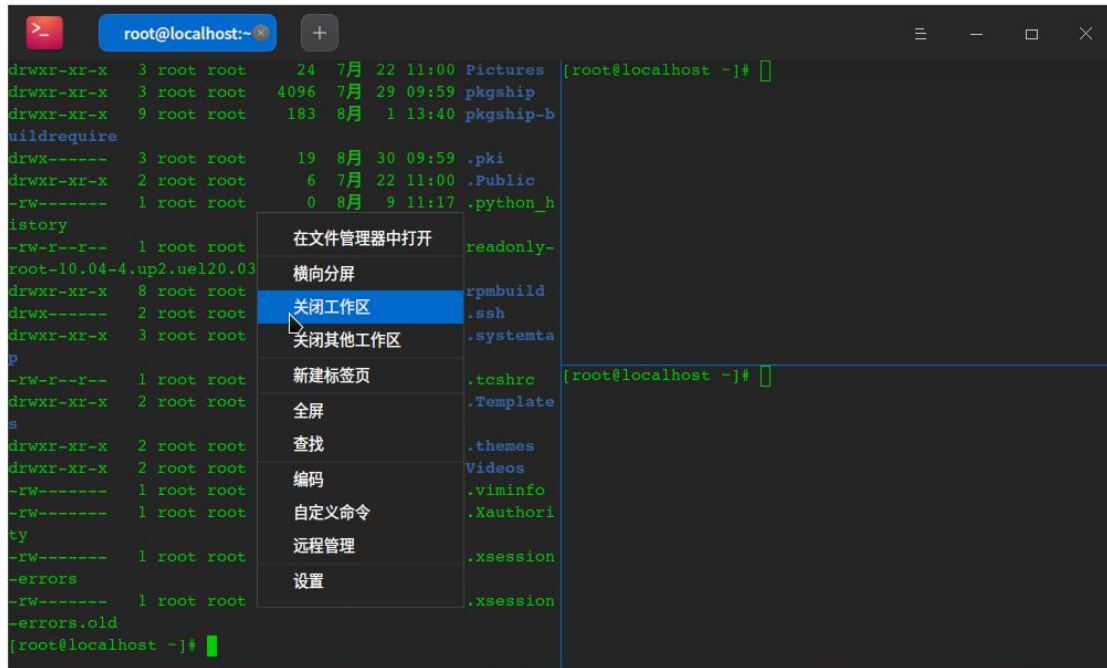 >_
root@localhost:~
drwxr-xr-x 3 root root 24 7月 22 11:00 Pictures
drwxr-xr-x 3 root root 4096 7月 29 09:59 pkgship
drwxr-xr-x 9 root root 183 8月 1 13:40 pkgship-b
uildrequire
drwx------ 3 root root 19 8月 30 09:59 .pki
drwxr-xr-x 2 root root 6 7月 22 11:00 .Public
-rw------- 1 root root 0 8月 9 11:17 .python_h
istory
-rw-r--r-- 1 root root readonly-
root-10.04-4.up2.uel20.03
drwxr-xr-x 8 root root rpmbuild
drwx------ 2 root root .ssh
drwxr-xr-x 3 root root .systemta
p
-rw-r--r-- 1 root root .tcshrc
drwxr-xr-x 2 root root .Template
s
drwxr-xr-x 2 root root .themes
drwxr-xr-x 2 root root Videos
-rw------- 1 root root .viminfo
-rw------- 1 root root .Xauthori
ty
-rw------- 1 root root .xsession
-errors
-rw------- 1 root root .xsession
-errors.old
[root@localhost ~]#
在文件管理器中打开
横向分屏
关闭工作区
关闭其他工作区
新建标签页
全屏
查找
编码
自定义命令
远程管理
设置
[root@localhost ~]#
[root@localhost ~]#